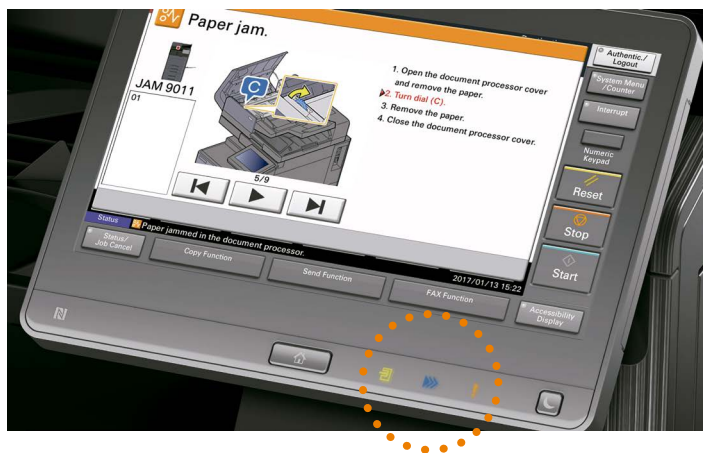 Paper jam.
JAM 9011
01
C
1. Open the document processor cover
and remove the paper.
2. Turn dial (C).
3. Remove the paper.
4. Close the document processor cover.
5/9
Status
Paper jammed in the document processor.
2017/01/13 15:22
Status/
Job Cancel
Copy Function
Send Function
FAX Function
Authentic./
Logout
System Menu
/Counter
Interrupt
Numeric
Keypad
Reset
Stop
Start
Accessibility
Display